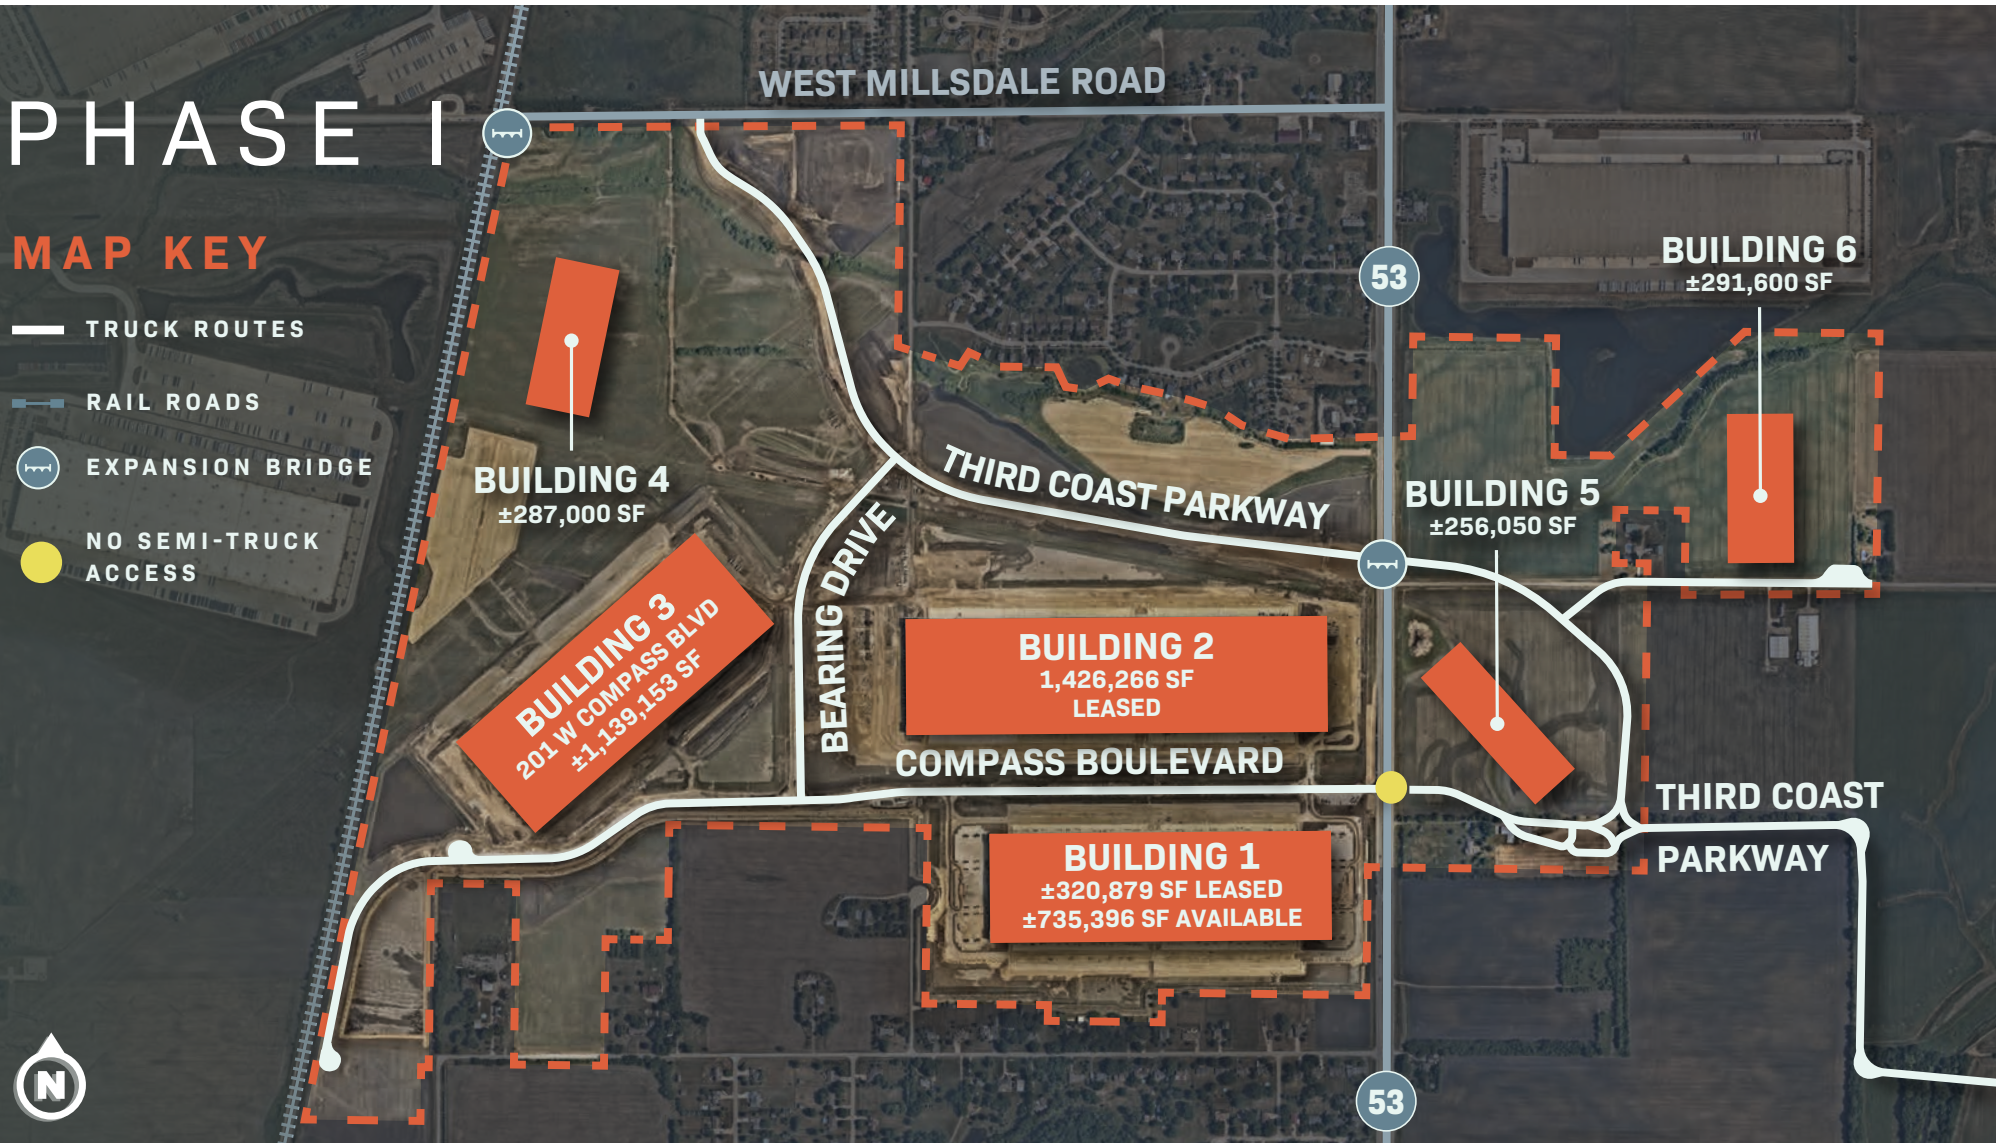 PHASE I
MAP KEY
TRUCK ROUTES
RAIL ROADS
EXPANSION BRIDGE
NO SEMI-TRUCK
ACCESS
N
WEST MILLSDALE ROAD
53
BUILDING 6
±291,600 SF
BUILDING 4
±287,000 SF
THIRD COAST PARKWAY
BUILDING 5
±256,050 SF
BEARING DRIVE
BUILDING 3
201 W COMPASS BLVD
±1,139,153 SF
BUILDING 2
1,426,266 SF
LEASED
COMPASS BOULEVARD
BUILDING 1
±320,879 SF LEASED
±735,396 SF AVAILABLE
THIRD COAST
PARKWAY
53